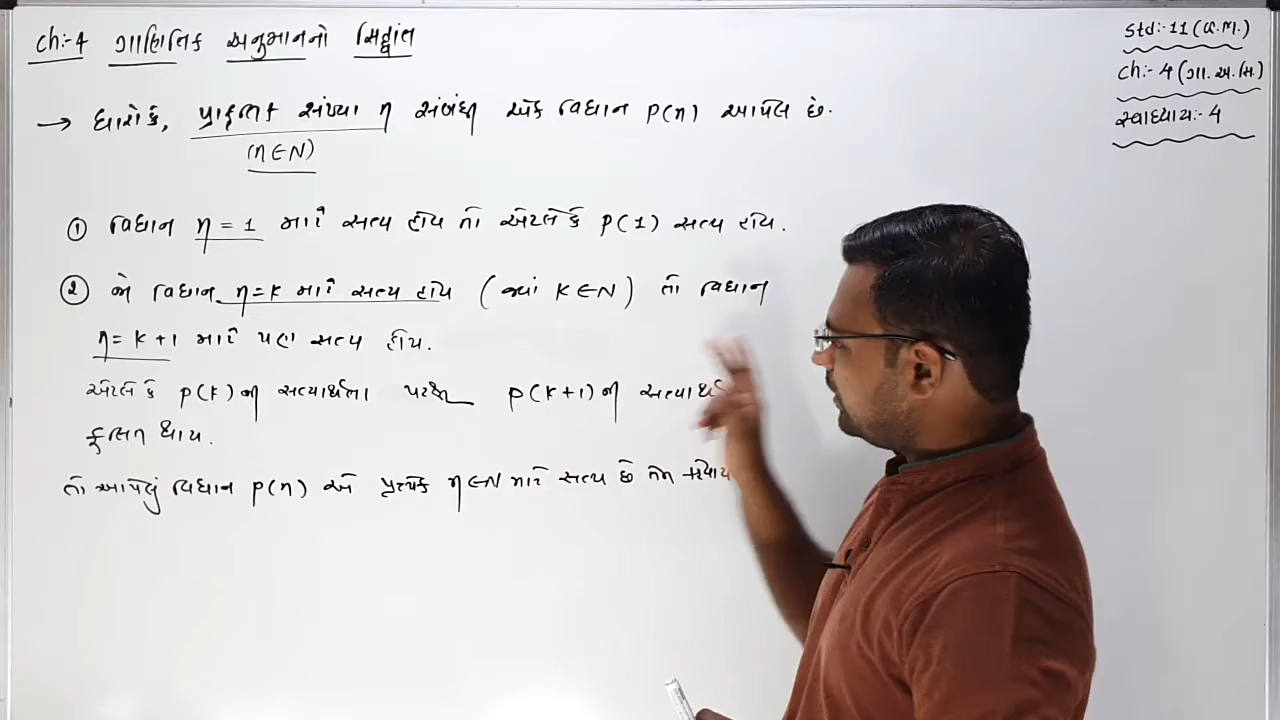 ch:-4 ગાણિતિક અનુમાનનો સિદ્ધાંત
→ ધારો કે, પ્રાકૃતિક સંખ્યા n સંબંધી એક વિધાન P(n) આપેલ છે.
(n∈N)
① વિધાન n = 1 માટે સત્ય હોય તો એટલે કે P(1) સત્ય હોય.
② જો વિધાન n=k માટે સત્ય હોય (જ્યાં k∈N) તો વિધાન
n= k+1 માટે પણ સત્ય હોય.
એટલે કે P(k)ની સત્યાર્થતા પરથી P(k+1)ની
ફલિત થાય.
તો આપેલું વિધાન P(n) એ પ્રત્યેક n∈N માટે સત્ય છે તેમ
Std:-11(ગુ.મ.)
Ch:-4(ગા.અ.સિ.)
સ્વાધ્યાય:-4